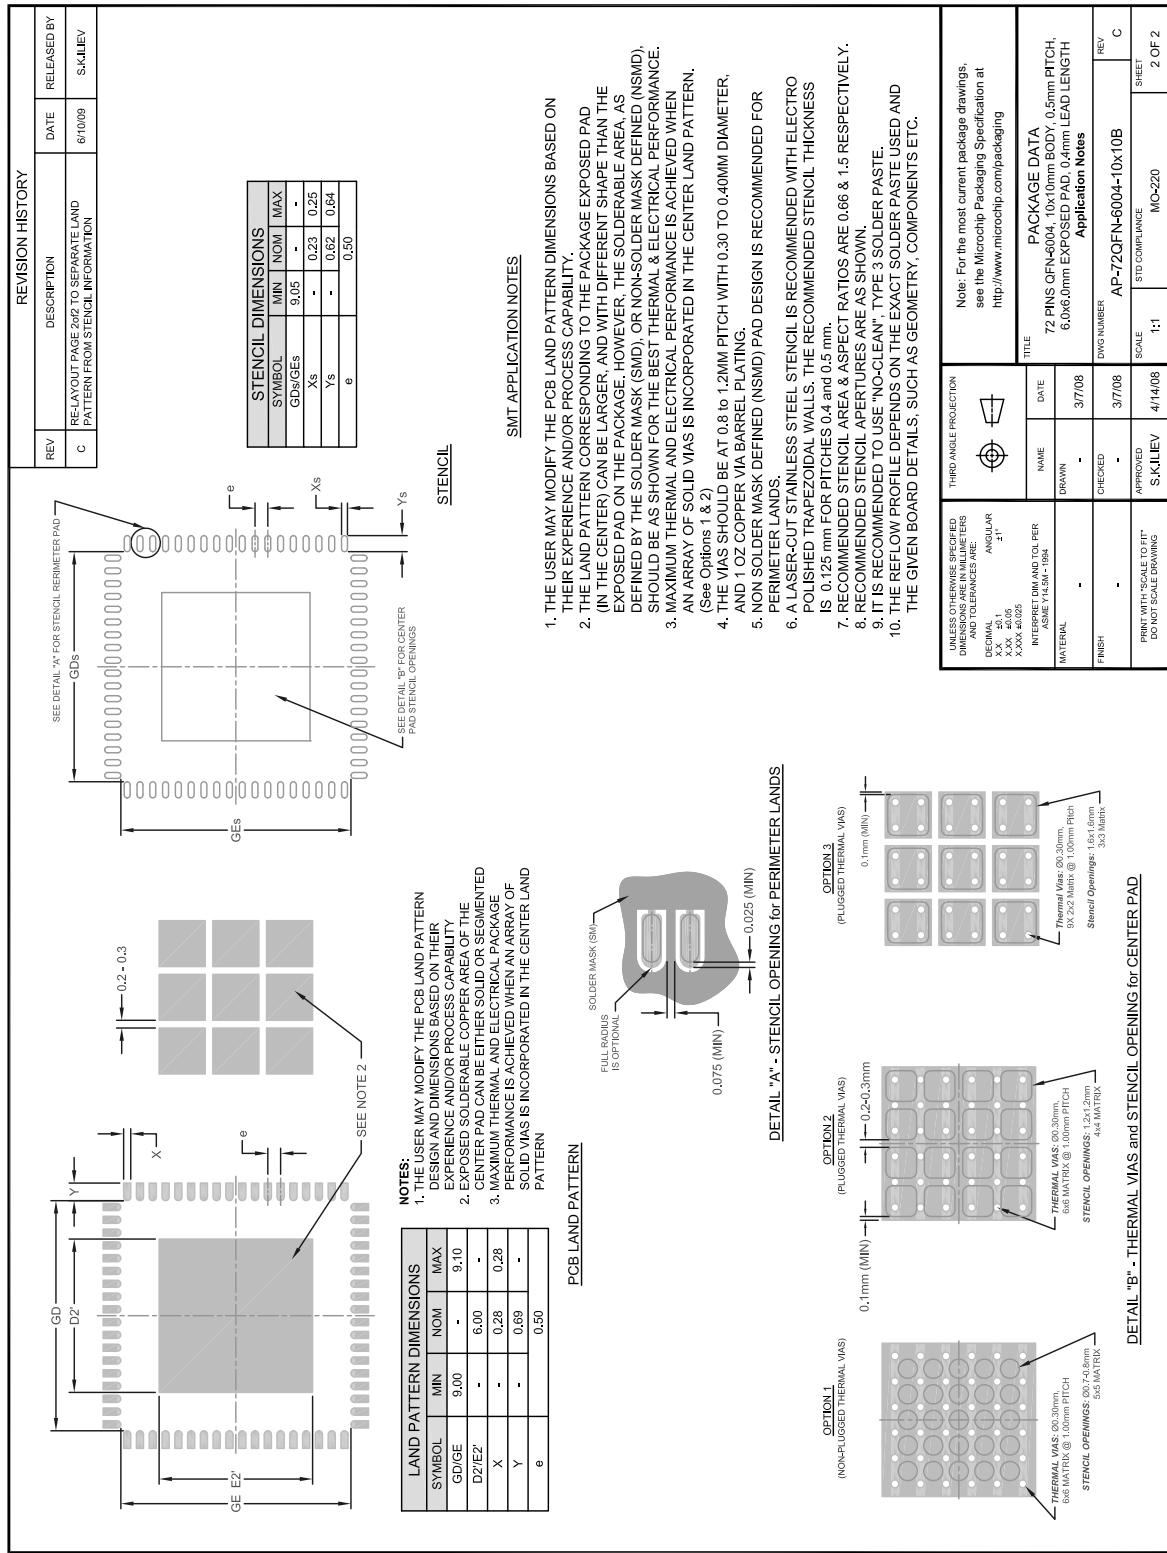 REVISION HISTORY
REV DESCRIPTION DATE RELEASED BY
C RE-LAYOUT PAGE 2of2 TO SEPARATE LAND PATTERN FROM STENCIL INFORMATION 6/10/09 S.K.ILIEV
GD
D2'
GE E2'
Y
X
e
0.2 - 0.3
SEE NOTE 2
LAND PATTERN DIMENSIONS
SYMBOL MIN NOM MAX
GD/GE 9.00 - 9.10
D2'/E2' - 6.00 -
X - 0.28 0.28
Y - 0.69 -
e 0.50
NOTES:
1. THE USER MAY MODIFY THE PCB LAND PATTERN
DESIGN AND DIMENSIONS BASED ON THEIR
EXPERIENCE AND/OR PROCESS CAPABILITY
2. EXPOSED SOLDERABLE COPPER AREA OF THE
CENTER PAD CAN BE EITHER SOLID OR SEGMENTED
3. MAXIMUM THERMAL AND ELECTRICAL PACKAGE
PERFORMANCE IS ACHIEVED WHEN AN ARRAY OF
SOLID VIAS IS INCORPORATED IN THE CENTER LAND
PATTERN
PCB LAND PATTERN
SEE DETAIL "A" FOR STENCIL RERIMETER PAD
GDs
GEs
e
Xs
Ys
SEE DETAIL "B" FOR CENTER
PAD STENCIL OPENINGS
STENCIL
STENCIL DIMENSIONS
SYMBOL MIN NOM MAX
GDs/GEs 9.05 - -
Xs - 0.23 0.25
Ys - 0.62 0.64
e 0.50
SMT APPLICATION NOTES
1. THE USER MAY MODIFY THE PCB LAND PATTERN DIMENSIONS BASED ON
THEIR EXPERIENCE AND/OR PROCESS CAPABILITY.
2. THE LAND PATTERN CORRESPONDING TO THE PACKAGE EXPOSED PAD
(IN THE CENTER) CAN BE LARGER, AND WITH DIFFERENT SHAPE THAN THE
EXPOSED PAD ON THE PACKAGE. HOWEVER, THE SOLDERABLE AREA, AS
DEFINED BY THE SOLDER MASK (SMD), OR NON-SOLDER MASK DEFINED (NSMD),
SHOULD BE AS SHOWN FOR THE BEST THERMAL & ELECTRICAL PERFORMANCE.
3. MAXIMUM THERMAL AND ELECTRICAL PERFORMANCE IS ACHIEVED WHEN
AN ARRAY OF SOLID VIAS IS INCORPORATED IN THE CENTER LAND PATTERN.
(See Options 1 & 2)
4. THE VIAS SHOULD BE AT 0.8 to 1.2MM PITCH WITH 0.30 TO 0.40MM DIAMETER,
AND 1 OZ COPPER VIA BARREL PLATING.
5. NON SOLDER MASK DEFINED (NSMD) PAD DESIGN IS RECOMMENDED FOR
PERIMETER LANDS.
6. A LASER-CUT STAINLESS STEEL STENCIL IS RECOMMENDED WITH ELECTRO
POLISHED TRAPEZOIDAL WALLS. THE RECOMMENDED STENCIL THICKNESS
IS 0.125 mm FOR PITCHES 0.4 and 0.5 mm.
7. RECOMMENDED STENCIL AREA & ASPECT RATIOS ARE 0.66 & 1.5 RESPECTIVELY.
8. RECOMMENDED STENCIL APERTURES ARE AS SHOWN.
9. IT IS RECOMMENDED TO USE "NO-CLEAN", TYPE 3 SOLDER PASTE.
10. THE REFLOW PROFILE DEPENDS ON THE EXACT SOLDER PASTE USED AND
THE GIVEN BOARD DETAILS, SUCH AS GEOMETRY, COMPONENTS ETC.
SOLDER MASK (SM)
FULL RADIUS
IS OPTIONAL
0.075 (MIN)
0.025 (MIN)
DETAIL "A" - STENCIL OPENING for PERIMETER LANDS
OPTION 1
(NON-PLUGGED THERMAL VIAS)
THERMAL VIAS: Ø0.30mm,
6x6 MATRIX @ 1.00mm PITCH
STENCIL OPENINGS: Ø0.7-0.8mm
5x5 MATRIX
OPTION 2
(PLUGGED THERMAL VIAS)
0.1mm (MIN)
0.2-0.3mm
THERMAL VIAS: Ø0.30mm,
6x6 MATRIX @ 1.00mm PITCH
STENCIL OPENINGS: 1.2x1.2mm
4x4 MATRIX
OPTION 3
(PLUGGED THERMAL VIAS)
0.1mm (MIN)
Thermal Vias: Ø0.30mm,
9X 2x2 Matrix @ 1.00mm Pitch
Stencil Openings: 1.6x1.6mm
3x3 Matrix
DETAIL "B" - THERMAL VIAS and STENCIL OPENING for CENTER PAD
UNLESS OTHERWISE SPECIFIED
DIMENSIONS ARE IN MILLIMETERS
AND TOLERANCES ARE:
DECIMAL ANGULAR
X.X ±0.1 ±1°
X.XX ±0.05
X.XXX ±0.025
INTERPRET DIM AND TOL PER
ASME Y14.5M - 1994
MATERIAL
-
FINISH
-
PRINT WITH "SCALE TO FIT"
DO NOT SCALE DRAWING
THIRD ANGLE PROJECTION
NAME DATE
DRAWN
- 3/7/08
CHECKED
- 3/7/08
APPROVED
S.K.ILIEV 4/14/08
Note: For the most current package drawings,
see the Microchip Packaging Specification at
http://www.microchip.com/packaging
TITLE
PACKAGE DATA
72 PINS QFN-6004, 10x10mm BODY, 0.5mm PITCH,
6.0x6.0mm EXPOSED PAD, 0.4mm LEAD LENGTH
Application Notes
DWG NUMBER
AP-72QFN-6004-10x10B
REV
C
SCALE
1:1
STD COMPLIANCE
MO-220
SHEET
2 OF 2